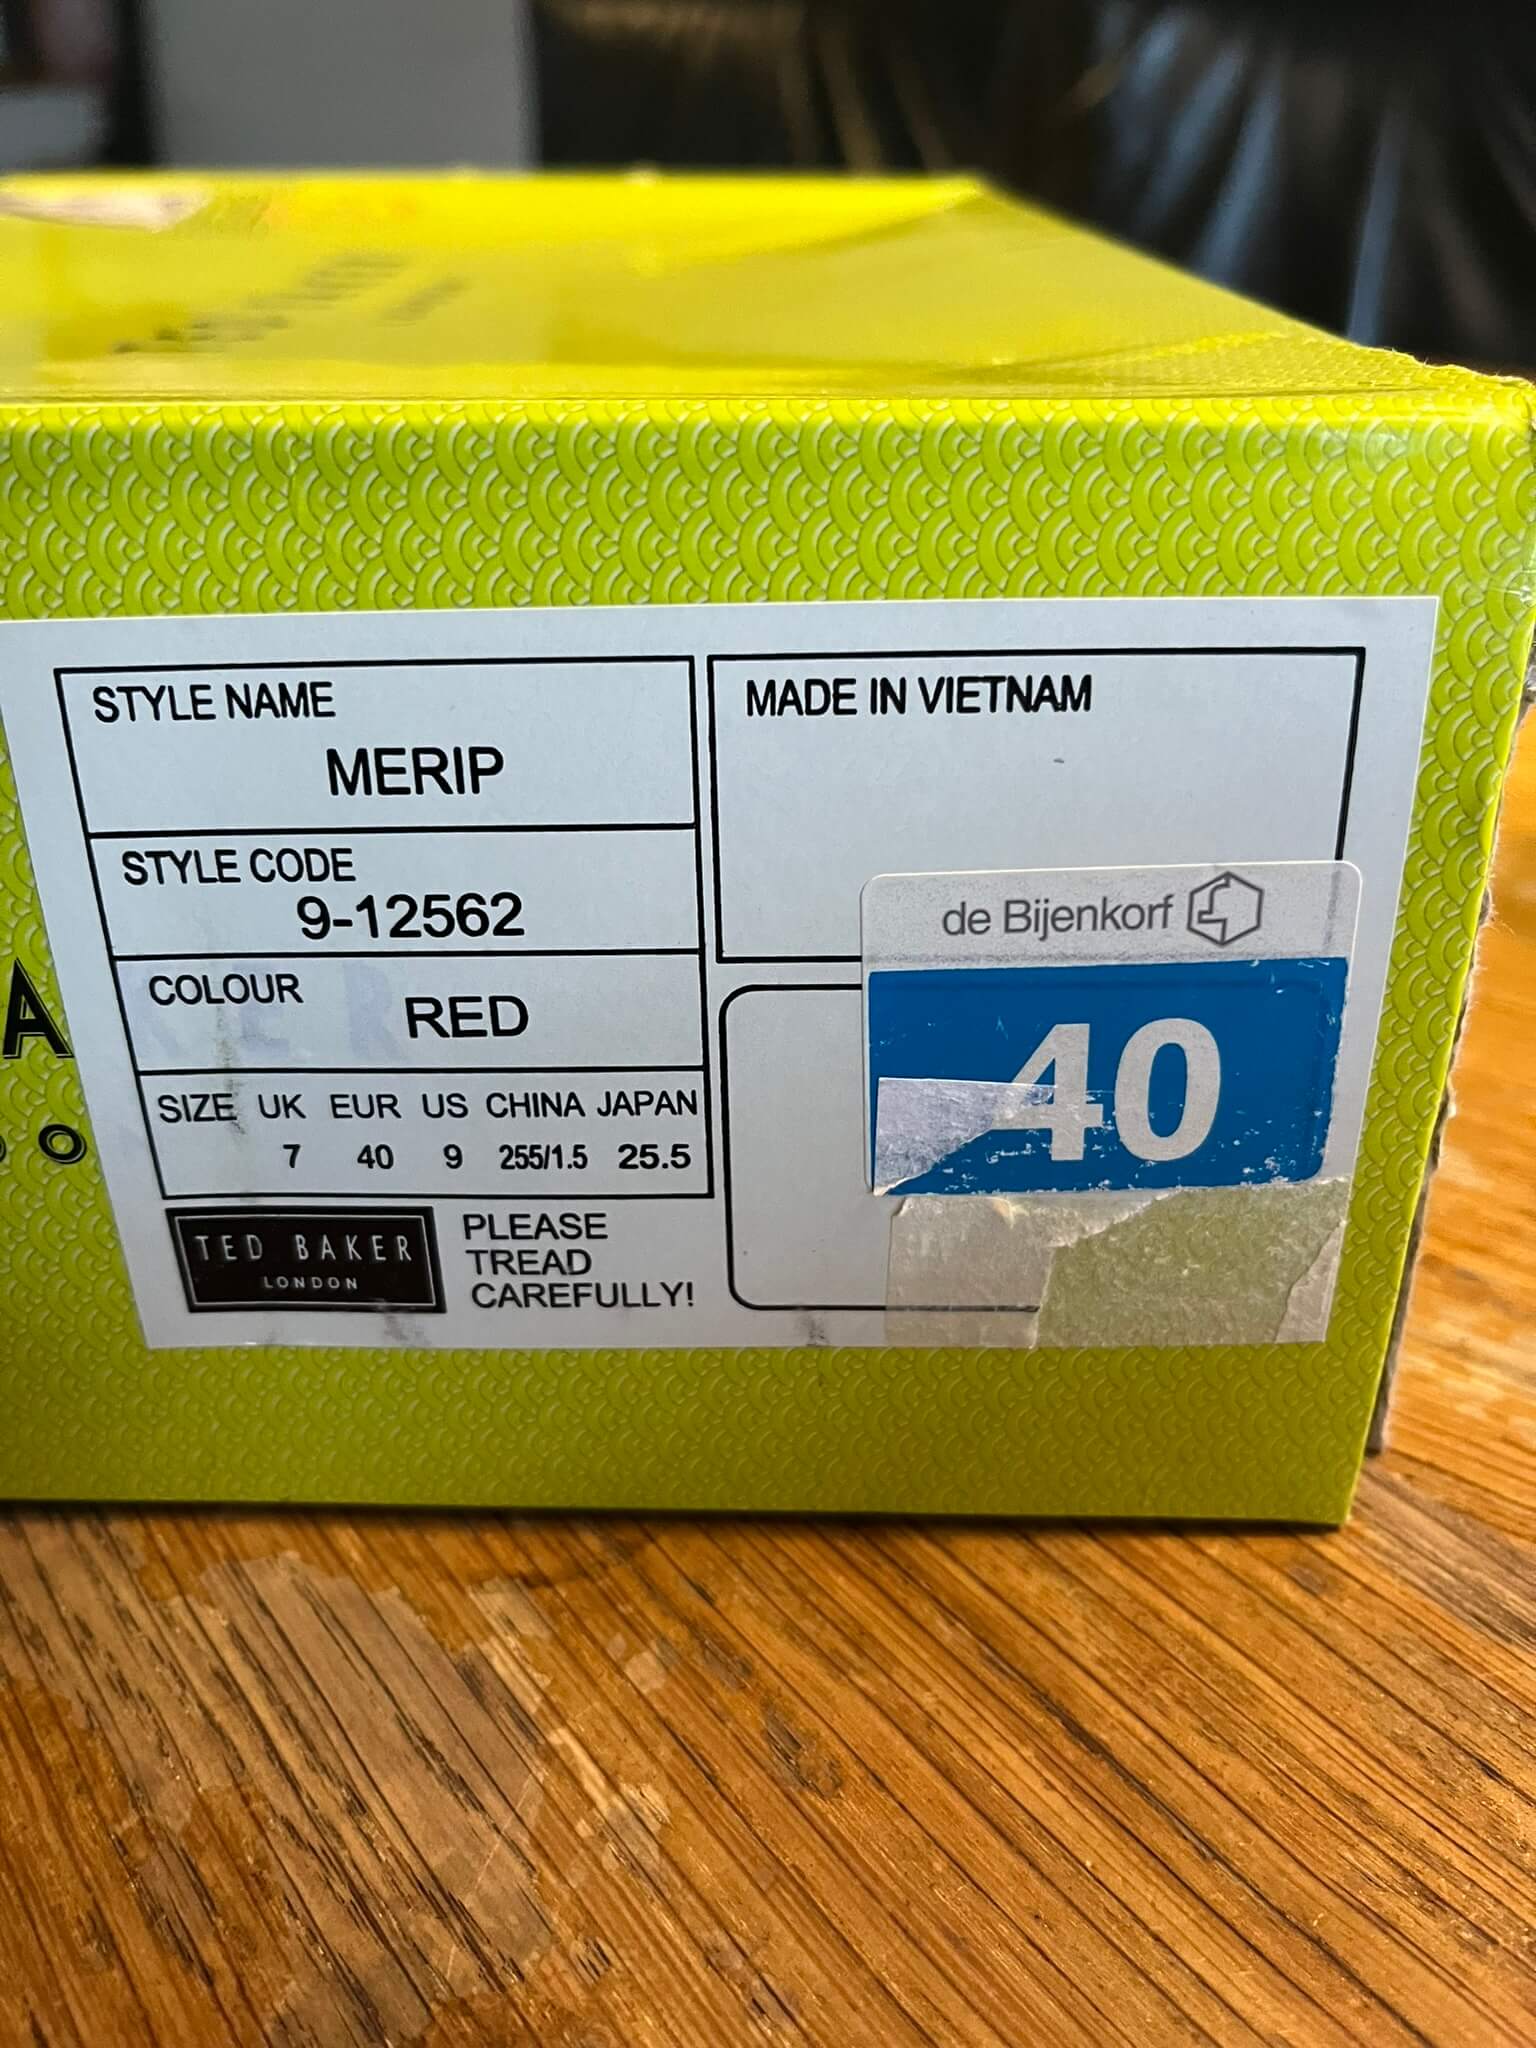 STYLE NAME
MERIP
STYLE CODE
9-12562
COLOUR
RED
SIZE UK EUR US CHINA JAPAN
7 40 9 255/1.5 25.5
TED BAKER
LONDON
PLEASE
TREAD
CAREFULLY!
MADE IN VIETNAM
de Bijenkorf
40